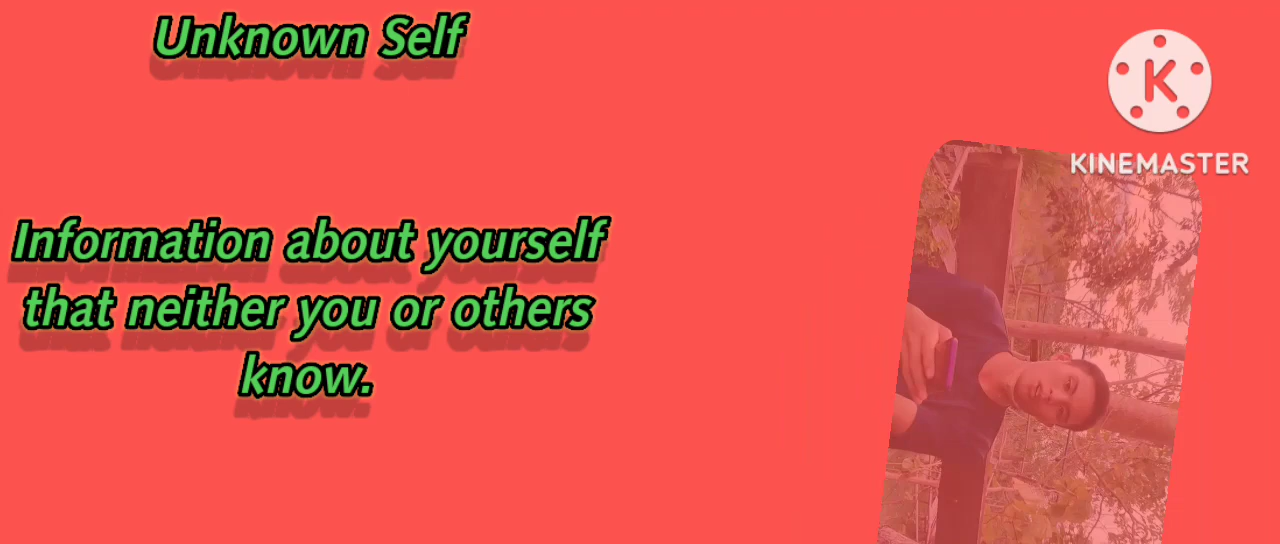 Unknown Self
Information about yourself
that neither you or others
know.
K
KINEMASTER